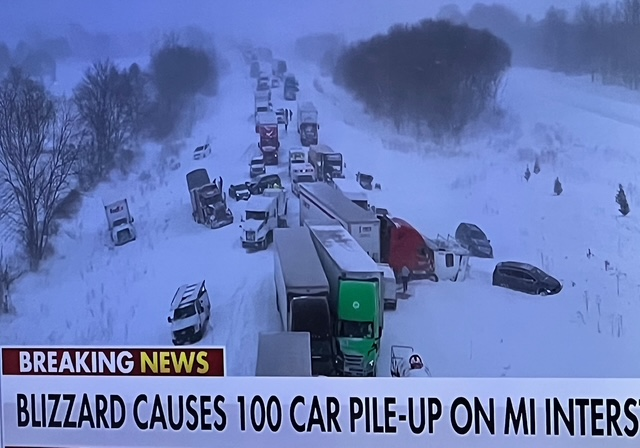 BREAKING NEWS
BLIZZARD CAUSES 100 CAR PILE-UP ON MI INTERS